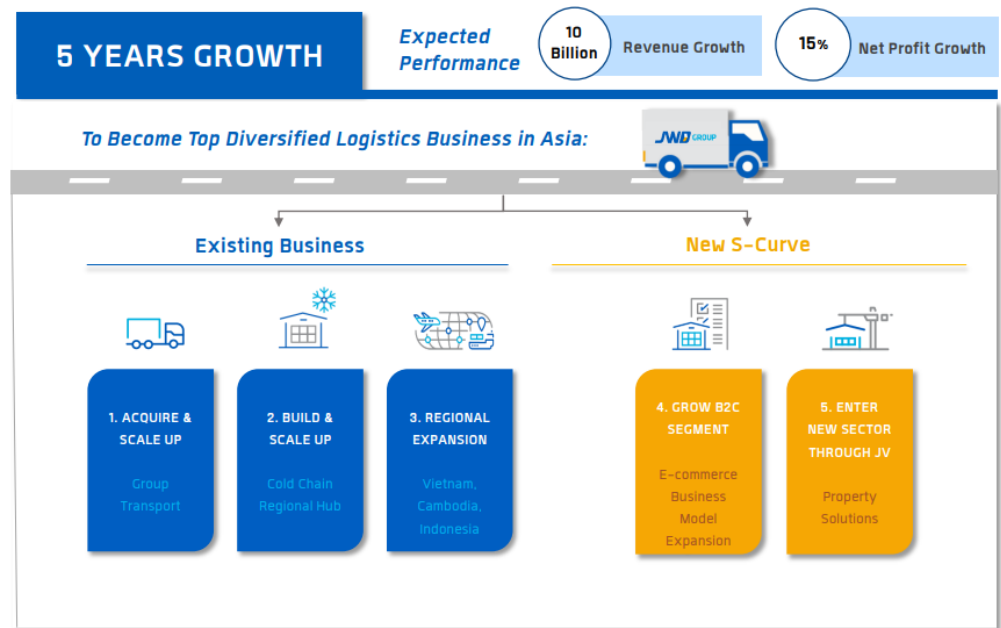 5 YEARS GROWTH
Expected
Performance
10
Billion
Revenue Growth
15%
Net Profit Growth
To Become Top Diversified Logistics Business in Asia:
JWD GROUP
Existing Business
New S-Curve
1. ACQUIRE &
SCALE UP
Group
Transport
2. BUILD &
SCALE UP
Cold Chain
Regional Hub
3. REGIONAL
EXPANSION
Vietnam,
Cambodia,
Indonesia
4. GROW B2C
SEGMENT
E-commerce
Business
Model
Expansion
5. ENTER
NEW SECTOR
THROUGH JV
Property
Solutions